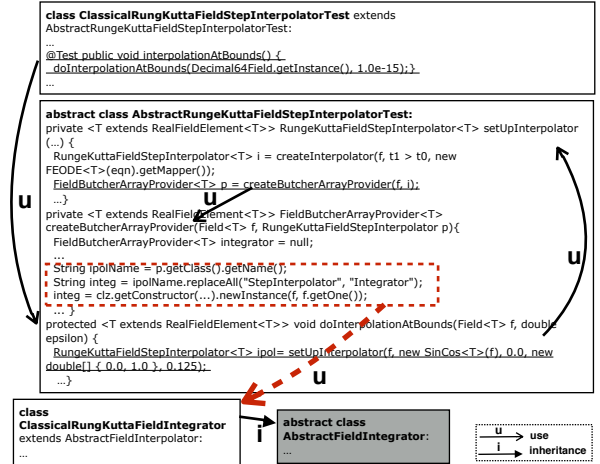 class ClassicalRungKuttaFieldStepInterpolatorTest extends
AbstractRungeKuttaFieldStepInterpolatorTest:
...
@Test public void interpolationAtBounds() {
doInterpolationAtBounds(Decimal64Field.getInstance(), 1.0e-15);}
...
abstract class AbstractRungeKuttaFieldStepInterpolatorTest:
private <T extends RealFieldElement<T>> RungeKuttaFieldStepInterpolator<T> setUpInterpolator
(...) {
RungeKuttaFieldStepInterpolator<T> i = createInterpolator(f, t1 > t0, new
FEODE<T>(eqn).getMapper());
FieldButcherArrayProvider<T> p = createButcherArrayProvider(f, i);
...}
u
u
private <T extends RealFieldElement<T>> FieldButcherArrayProvider<T>
createButcherArrayProvider(Field<T> f, RungeKuttaFieldStepInterpolator p){
FieldButcherArrayProvider<T> integrator = null;
u
...
String ipolName = p.getClass().getName();
String integ = ipolName.replaceAll("StepInterpolator", "Integrator");
integ = clz.getConstructor(...).newInstance(f, f.getOne());
... }
protected <T extends RealFieldElement<T>> void doInterpolationAtBounds(Field<T> f, double
epsilon) {
RungeKuttaFieldStepInterpolator<T> ipol= setUpInterpolator(f, new SinCos<T>(f), 0.0, new
double[] { 0.0, 1.0 }, 0.125);
...}
u
class
ClassicalRungKuttaFieldIntegrator
extends AbstractFieldInterpolator:
...
i
abstract class
AbstractFieldIntegrator:
...
u use
i inheritance